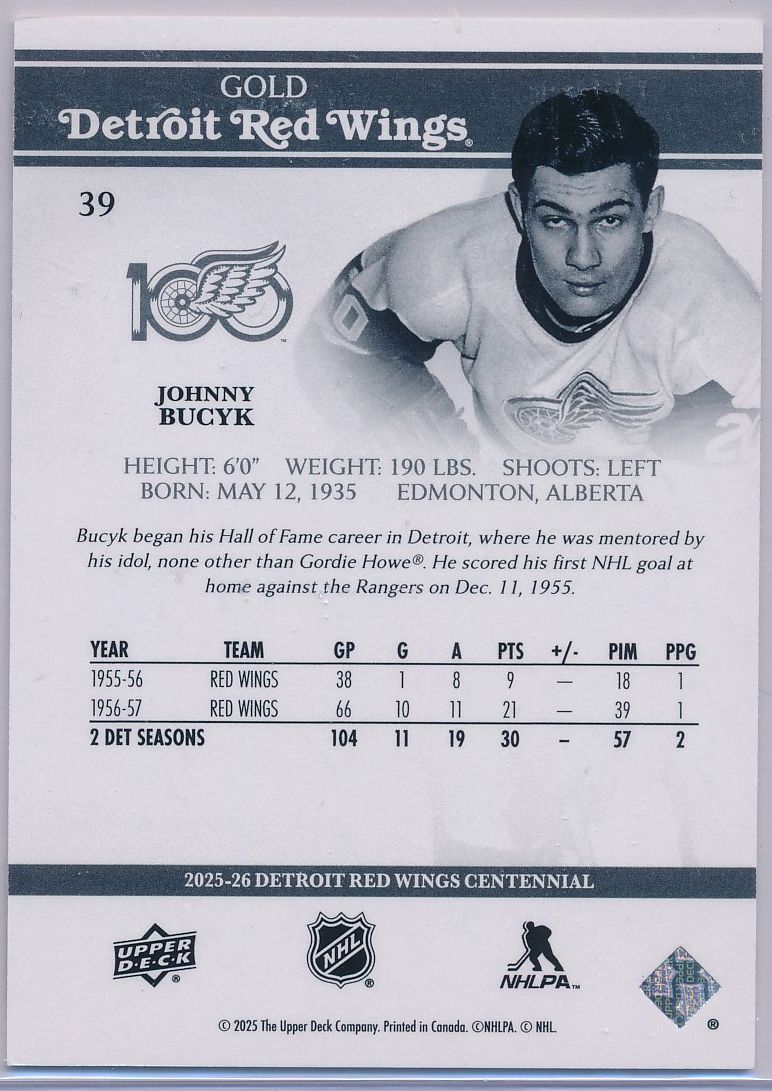 GOLD
Detroit Red Wings®
39
100™
JOHNNY
BUCYK
HEIGHT: 6'0" WEIGHT: 190 LBS. SHOOTS: LEFT
BORN: MAY 12, 1935 EDMONTON, ALBERTA
Bucyk began his Hall of Fame career in Detroit, where he was mentored by
his idol, none other than Gordie Howe®. He scored his first NHL goal at
home against the Rangers on Dec. 11, 1955.
YEAR TEAM GP G A PTS +/- PIM PPG
1955-56 RED WINGS 38 1 8 9 — 18 1
1956-57 RED WINGS 66 10 11 21 — 39 1
2 DET SEASONS 104 11 19 30 – 57 2
2025-26 DETROIT RED WINGS CENTENNIAL
UPPER
D·E·C·K®
NHL®
NHLPA™
®
© 2025 The Upper Deck Company. Printed in Canada. ©NHLPA. © NHL.